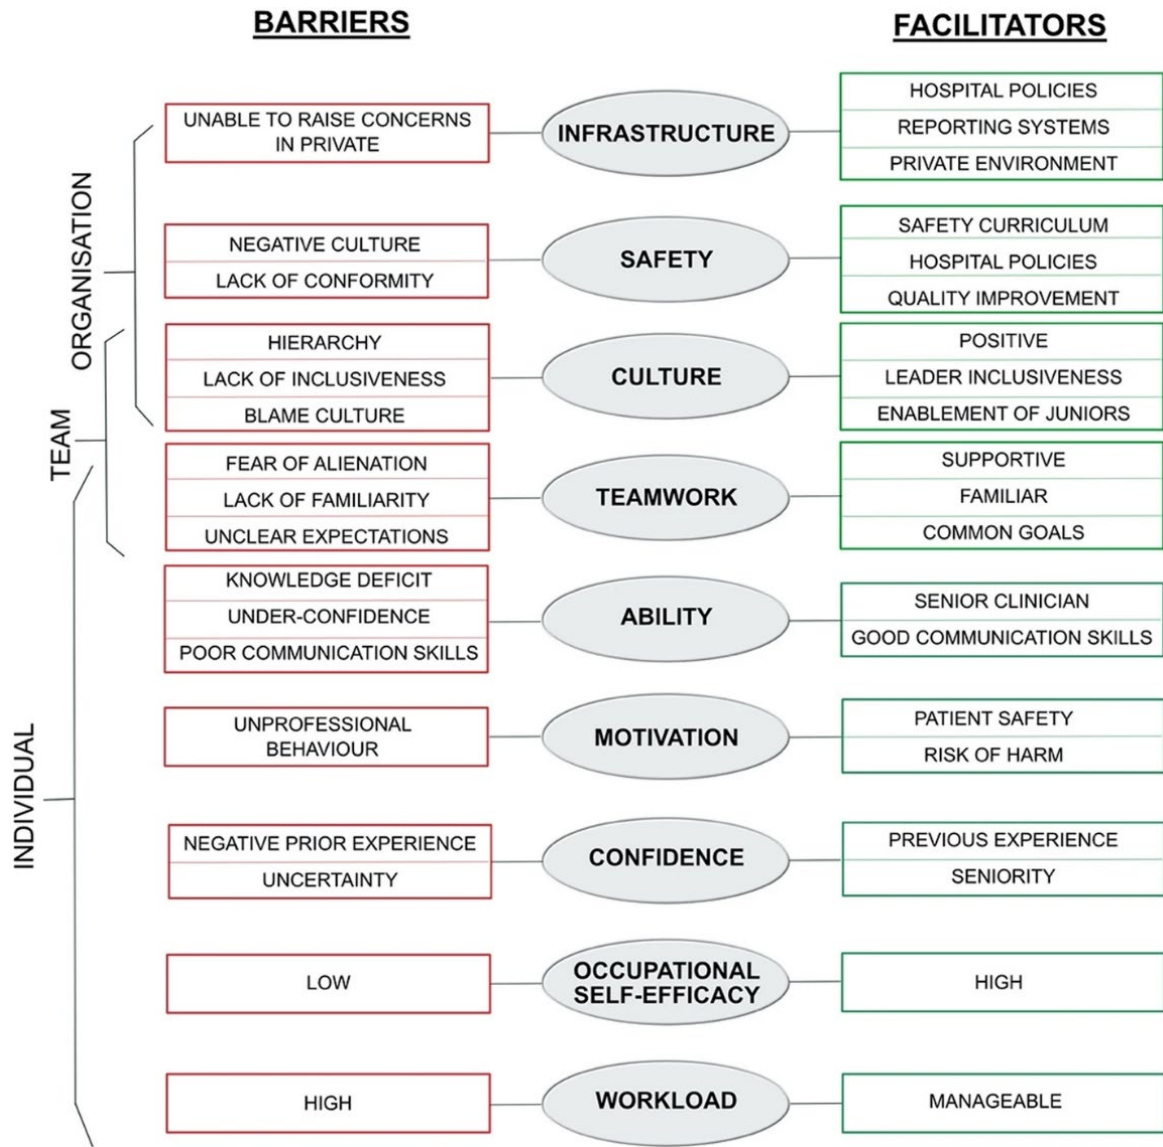 BARRIERS
FACILITATORS
ORGANISATION
TEAM
INDIVIDUAL
UNABLE TO RAISE CONCERNS
IN PRIVATE
INFRASTRUCTURE
HOSPITAL POLICIES
REPORTING SYSTEMS
PRIVATE ENVIRONMENT
NEGATIVE CULTURE
LACK OF CONFORMITY
SAFETY
SAFETY CURRICULUM
HOSPITAL POLICIES
QUALITY IMPROVEMENT
HIERARCHY
LACK OF INCLUSIVENESS
BLAME CULTURE
CULTURE
POSITIVE
LEADER INCLUSIVENESS
ENABLEMENT OF JUNIORS
FEAR OF ALIENATION
LACK OF FAMILIARITY
UNCLEAR EXPECTATIONS
TEAMWORK
SUPPORTIVE
FAMILIAR
COMMON GOALS
KNOWLEDGE DEFICIT
UNDER-CONFIDENCE
POOR COMMUNICATION SKILLS
ABILITY
SENIOR CLINICIAN
GOOD COMMUNICATION SKILLS
UNPROFESSIONAL
BEHAVIOUR
MOTIVATION
PATIENT SAFETY
RISK OF HARM
NEGATIVE PRIOR EXPERIENCE
UNCERTAINTY
CONFIDENCE
PREVIOUS EXPERIENCE
SENIORITY
LOW
OCCUPATIONAL
SELF-EFFICACY
HIGH
HIGH
WORKLOAD
MANAGEABLE